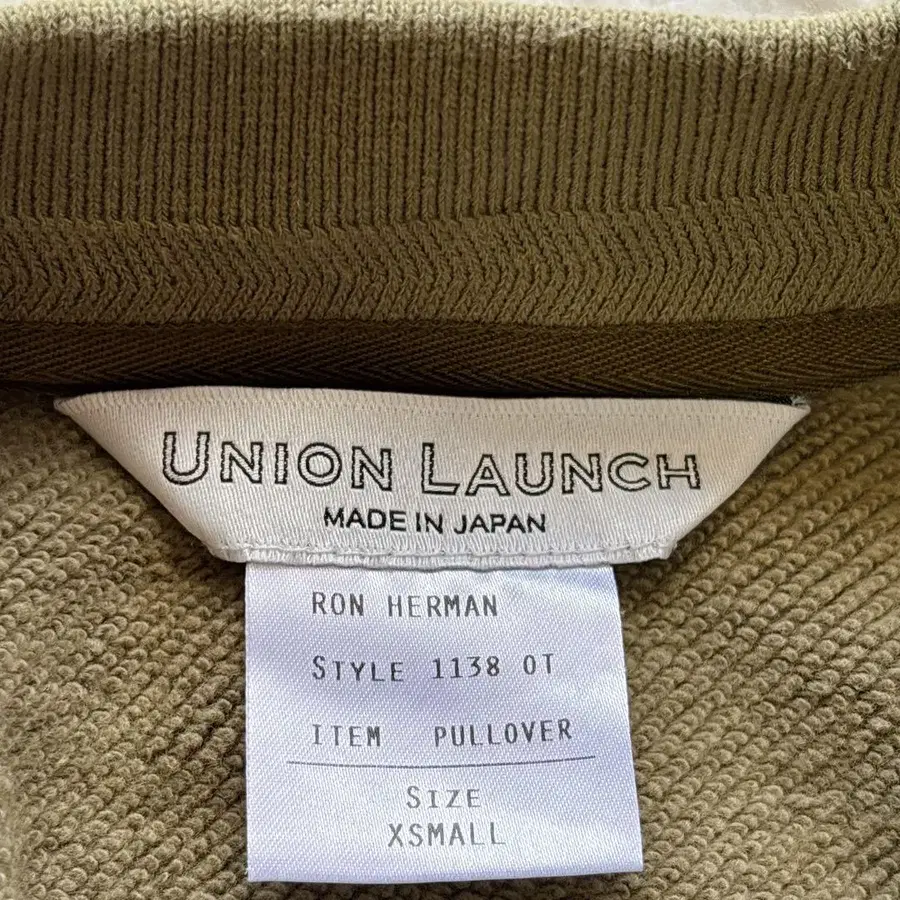 UNION LAUNCH
MADE IN JAPAN
RON HERMAN
STYLE 1138 OT
ITEM PULLOVER
SIZE
XSMALL